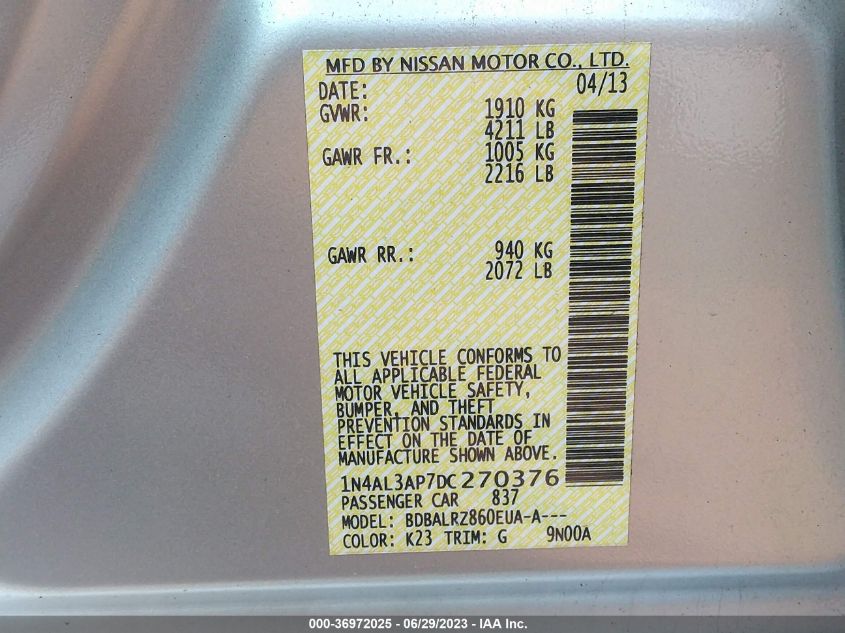 MFD BY NISSAN MOTOR CO., LTD.
DATE: 04/13
GVWR: 1910 KG
4211 LB
GAWR FR.: 1005 KG
2216 LB
GAWR RR.: 940 KG
2072 LB
THIS VEHICLE CONFORMS TO
ALL APPLICABLE FEDERAL
MOTOR VEHICLE SAFETY,
BUMPER, AND THEFT
PREVENTION STANDARDS IN
EFFECT ON THE DATE OF
MANUFACTURE SHOWN ABOVE.
1N4AL3AP7DC270376
PASSENGER CAR 837
MODEL: BDBALRZ860EUA-A---
COLOR: K23 TRIM: G 9N00A
000-36972025 - 06/29/2023 - IAA Inc.